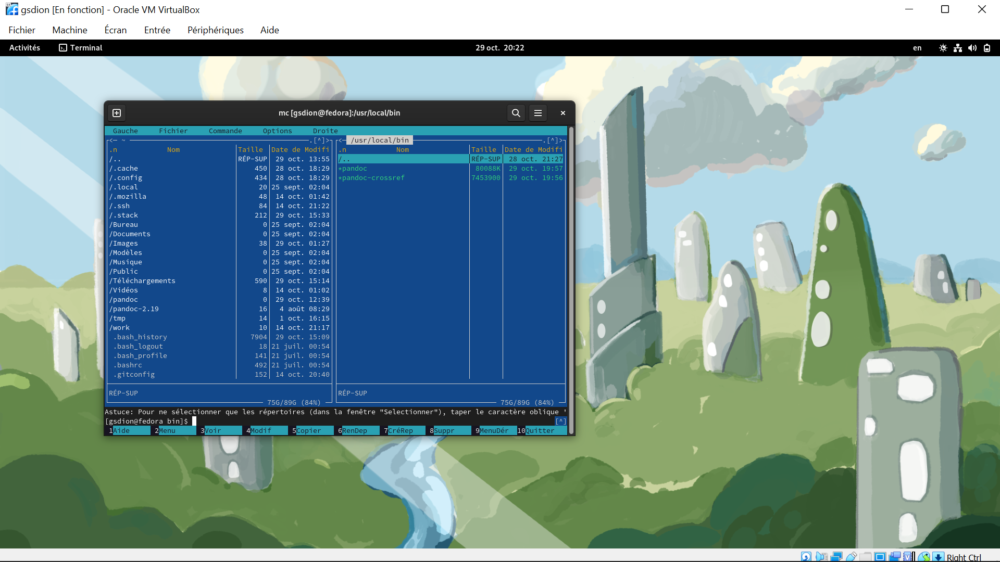 gsdion [En fonction] - Oracle VM VirtualBox
Fichier Machine Écran Entrée Périphériques Aide
Activités Terminal 29 oct. 20:22 en
mc [gsdion@fedora]:/usr/local/bin
Gauche Fichier Commande Options Droite
<─ ~ .[^]> <─ /usr/local/bin .[^]>
.n Nom Taille Date de Modifi .n Nom Taille Date de Modifi
/.. RÉP-SUP 29 oct. 13:55 /.. RÉP-SUP 28 oct. 21:27
/.cache 450 28 oct. 18:29 *pandoc 80088K 29 oct. 19:57
/.config 434 28 oct. 18:29 *pandoc-crossref 7453900 29 oct. 19:56
/.local 20 25 sept. 02:04
/.mozilla 48 14 oct. 01:42
/.ssh 84 14 oct. 21:22
/.stack 212 29 oct. 15:33
/Bureau 0 25 sept. 02:04
/Documents 0 25 sept. 02:04
/Images 38 29 oct. 01:27
/Modèles 0 25 sept. 02:04
/Musique 0 25 sept. 02:04
/Public 0 25 sept. 02:04
/Téléchargements 590 29 oct. 15:14
/Vidéos 8 14 oct. 01:02
/pandoc 0 29 oct. 12:39
/pandoc-2.19 16 4 août 08:29
/tmp 14 1 oct. 16:15
/work 10 14 oct. 21:17
.bash_history 7904 29 oct. 15:09
.bash_logout 18 21 juil. 00:54
.bash_profile 141 21 juil. 00:54
.bashrc 492 21 juil. 00:54
.gitconfig 152 14 oct. 20:40
RÉP-SUP RÉP-SUP
75G/89G (84%) 75G/89G (84%)
Astuce: Pour ne sélectionner que les répertoires (dans la fenêtre "Selectionner"), taper le caractère oblique '
[gsdion@fedora bin]$ [^]
1Aide 2Menu 3Voir 4Modif 5Copier 6RenDep 7CréRep 8Suppr 9MenuDér 10Quitter
Right Ctrl